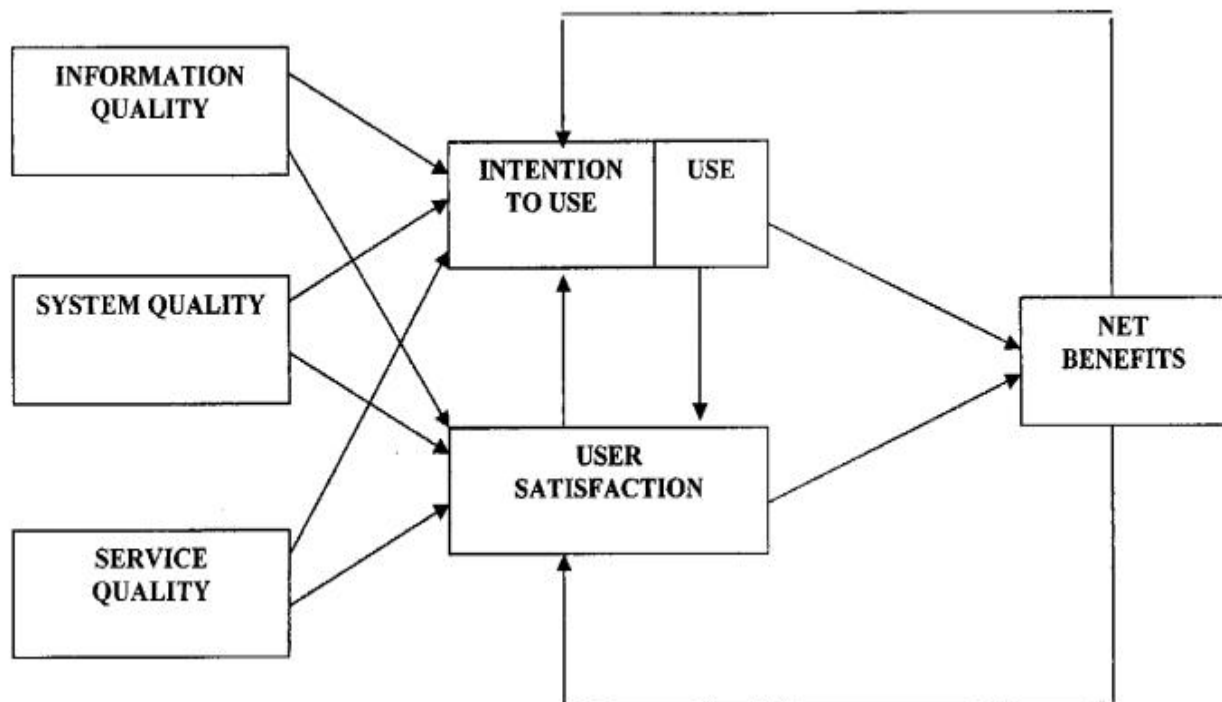 INFORMATION
QUALITY
INTENTION
TO USE
USE
SYSTEM QUALITY
NET
BENEFITS
USER
SATISFACTION
SERVICE
QUALITY